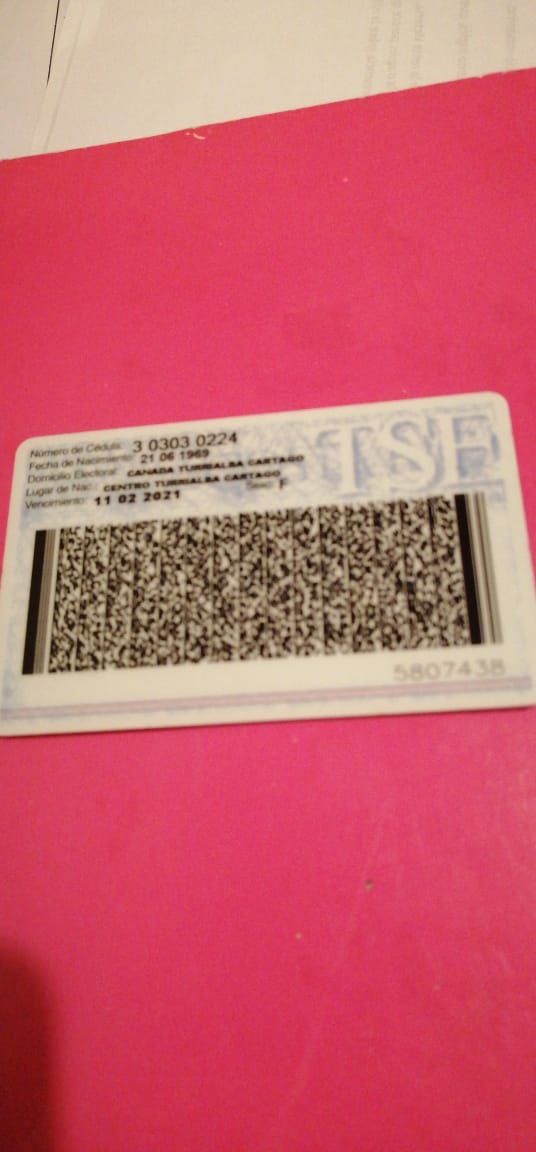 Número de Cédula: 3 0303 0224
Fecha de Nacimiento: 21 06 1969
Domicilio Electoral: CANADA TURRIALBA CARTAGO
Lugar de Nac.: CENTRO TURRIALBA CARTAGO
Sexo: F
Vencimiento: 11 02 2021
TSE
5807438